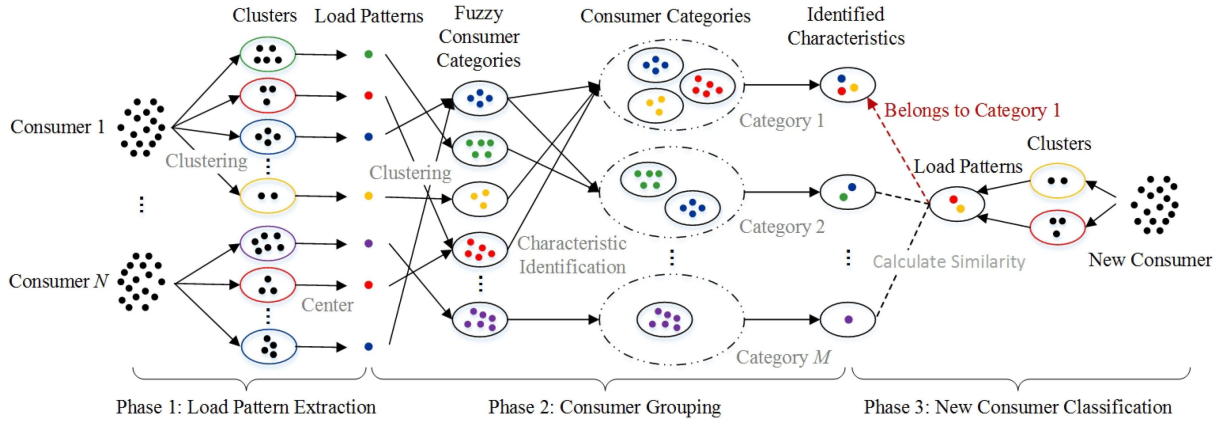 Clusters
Load Patterns
Fuzzy
Consumer
Categories
Consumer Categories
Identified
Characteristics
Consumer 1
Clustering
Clustering
Category 1
Belongs to Category 1
Load Patterns
Clusters
Category 2
Characteristic
Identification
Calculate Similarity
New Consumer
Consumer N
Center
Category M
Phase 1: Load Pattern Extraction
Phase 2: Consumer Grouping
Phase 3: New Consumer Classification